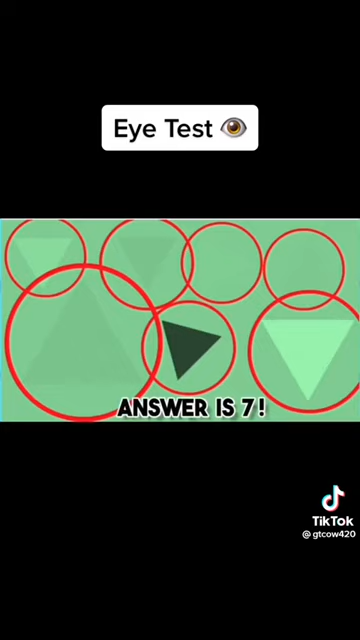 Eye Test 👁️
ANSWER IS 7!
TikTok
@ gtcow420